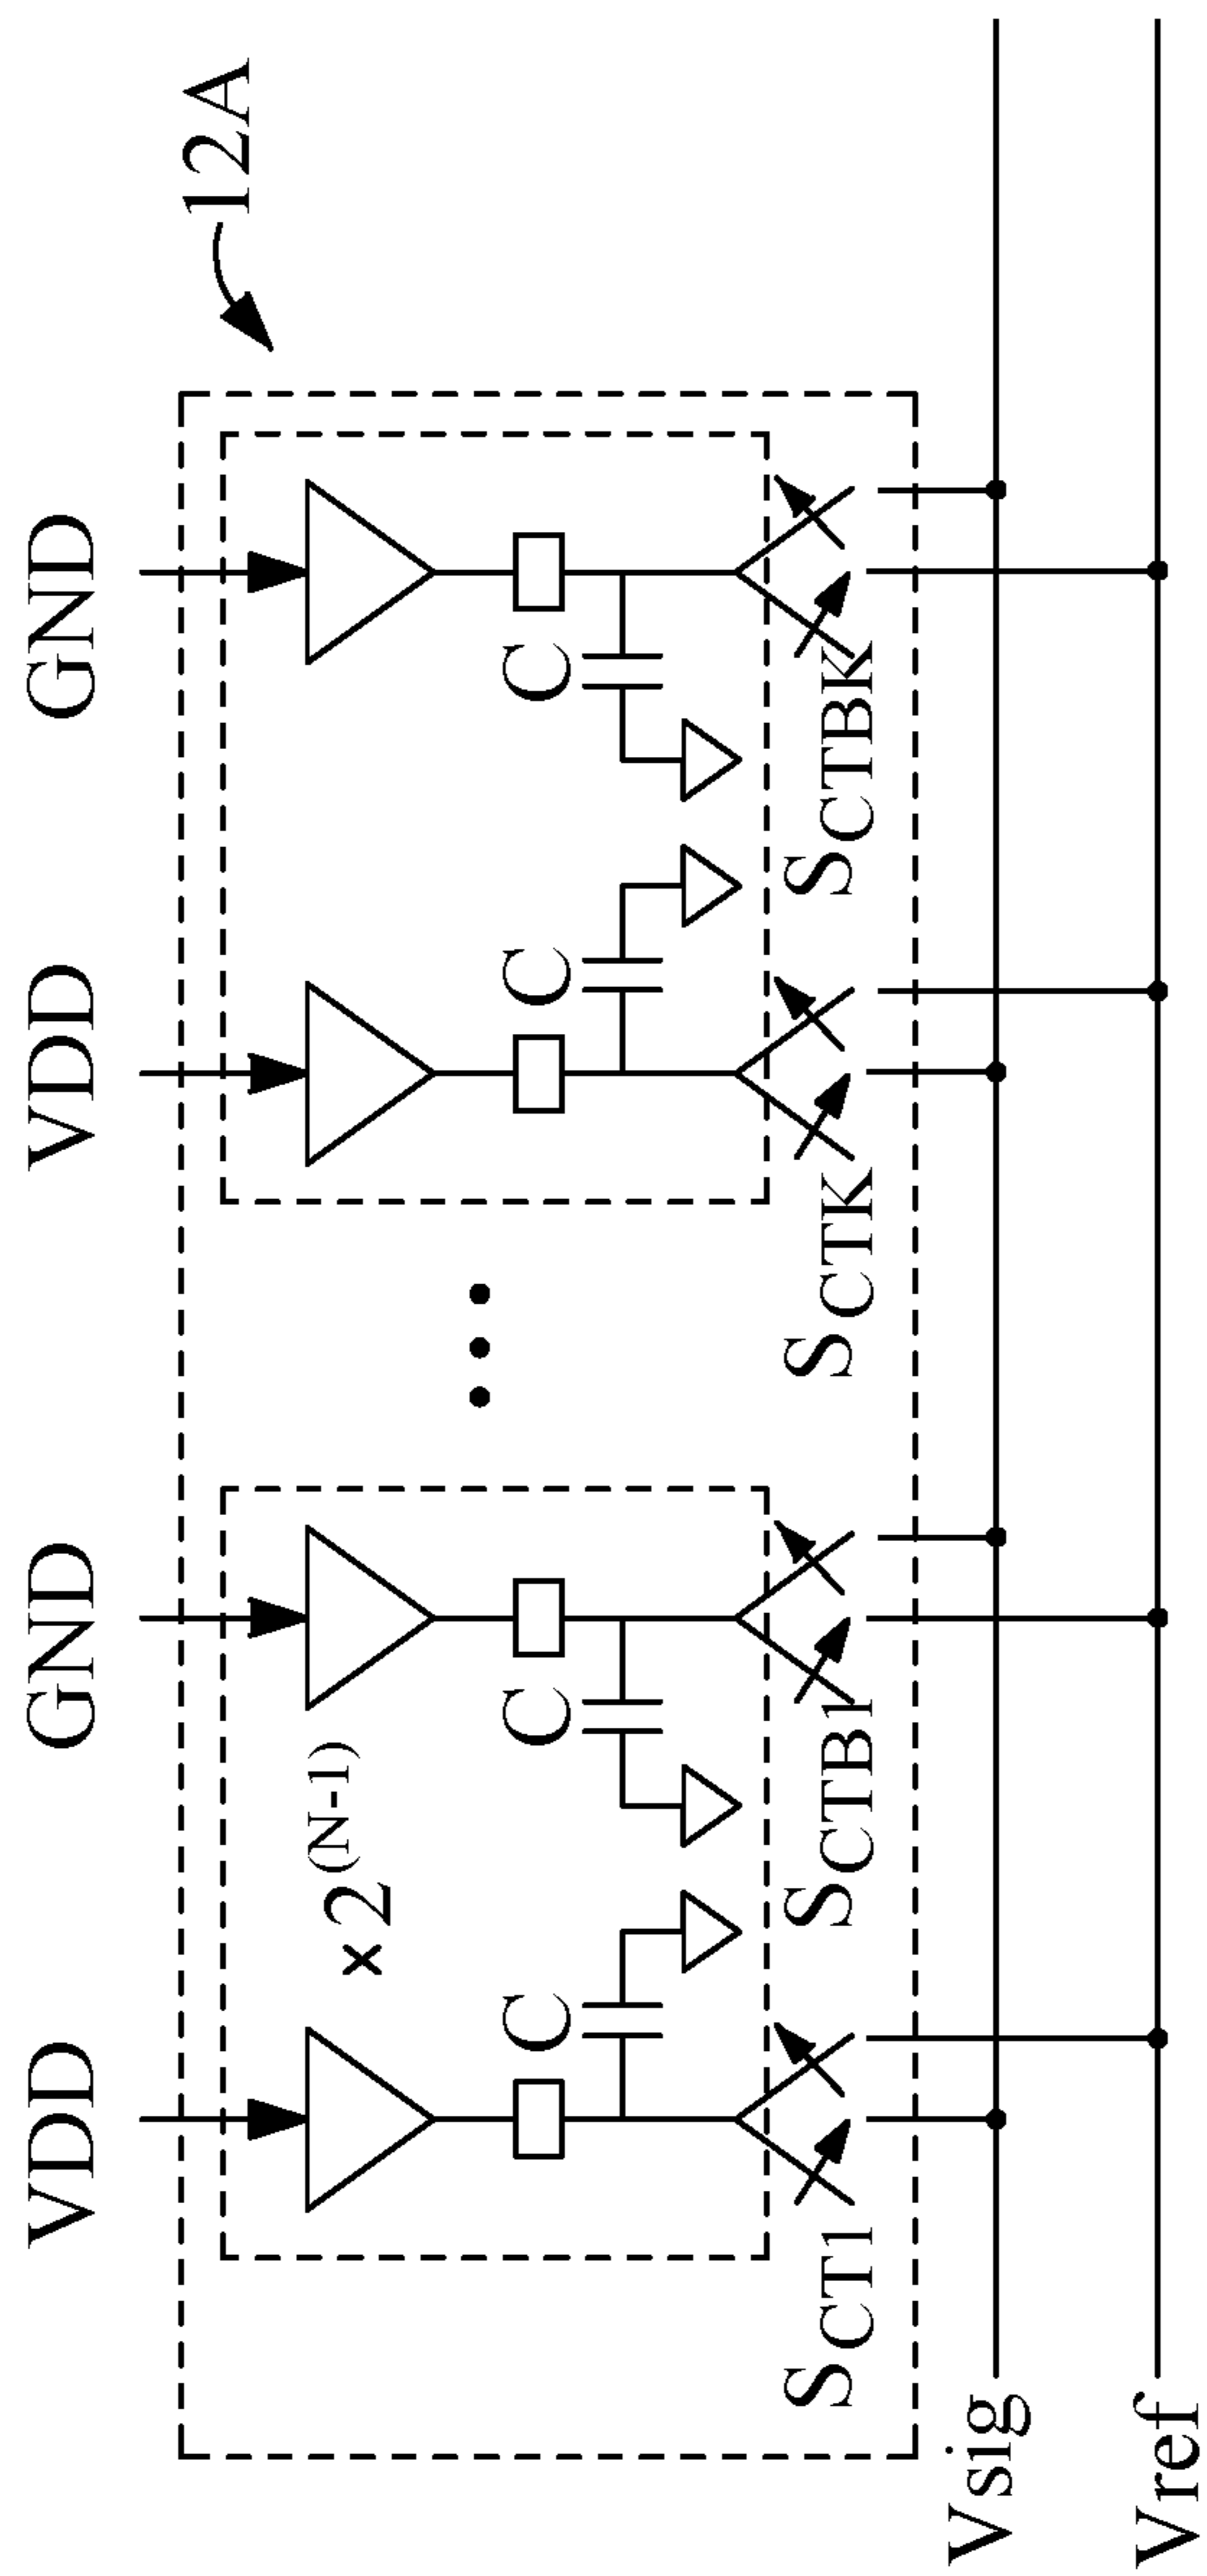 12A
VDD GND VDD GND
×2(N-1)
C C C C
SCT1 SCTB1 SCTK SCTBK
Vsig
Vref